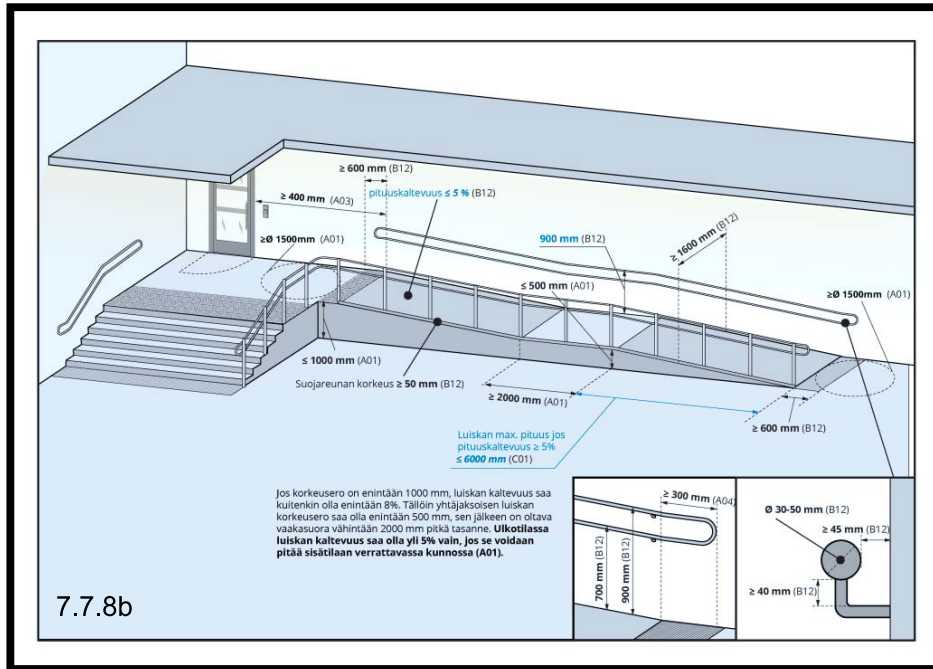 ≥ 600 mm (B12)
pituuskaltevuus ≤ 5 % (B12)
≥ 400 mm (A03)
900 mm (B12)
≥ 1600 mm (B12)
≥Ø 1500mm (A01)
≤ 500 mm (A01)
≥Ø 1500mm (A01)
≤ 1000 mm (A01)
Suojareunan korkeus ≥ 50 mm (B12)
≥ 2000 mm (A01)
≥ 600 mm (B12)
Luiskan max. pituus jos
pituuskaltevuus ≥ 5%
≤ 6000 mm (C01)
Jos korkeusero on enintään 1000 mm, luiskan kaltevuus saa
kuitenkin olla enintään 8%. Tällöin yhtäjaksoisen luiskan
korkeusero saa olla enintään 500 mm, sen jälkeen on oltava
vaakasuora vähintään 2000 mm pitkä tasanne. Ulkotilassa
luiskan kaltevuus saa olla yli 5% vain, jos se voidaan
pitää sisätilaan verrattavassa kunnossa (A01).
≥ 300 mm (A04)
700 mm (B12)
900 mm (B12)
Ø 30-50 mm (B12)
≥ 45 mm (B12)
≥ 40 mm (B12)
7.7.8b